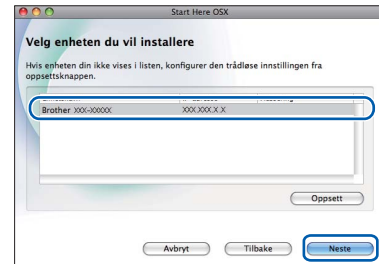 Start Here OSX
Velg enheten du vil installere
Hvis enheten din ikke vises i listen, konfigurer den trådløse innstillingen fra
oppsettsknappen.
Brother XXX-XXXXX XXX.XXX.X.X
Oppsett
Avbryt Tilbake Neste